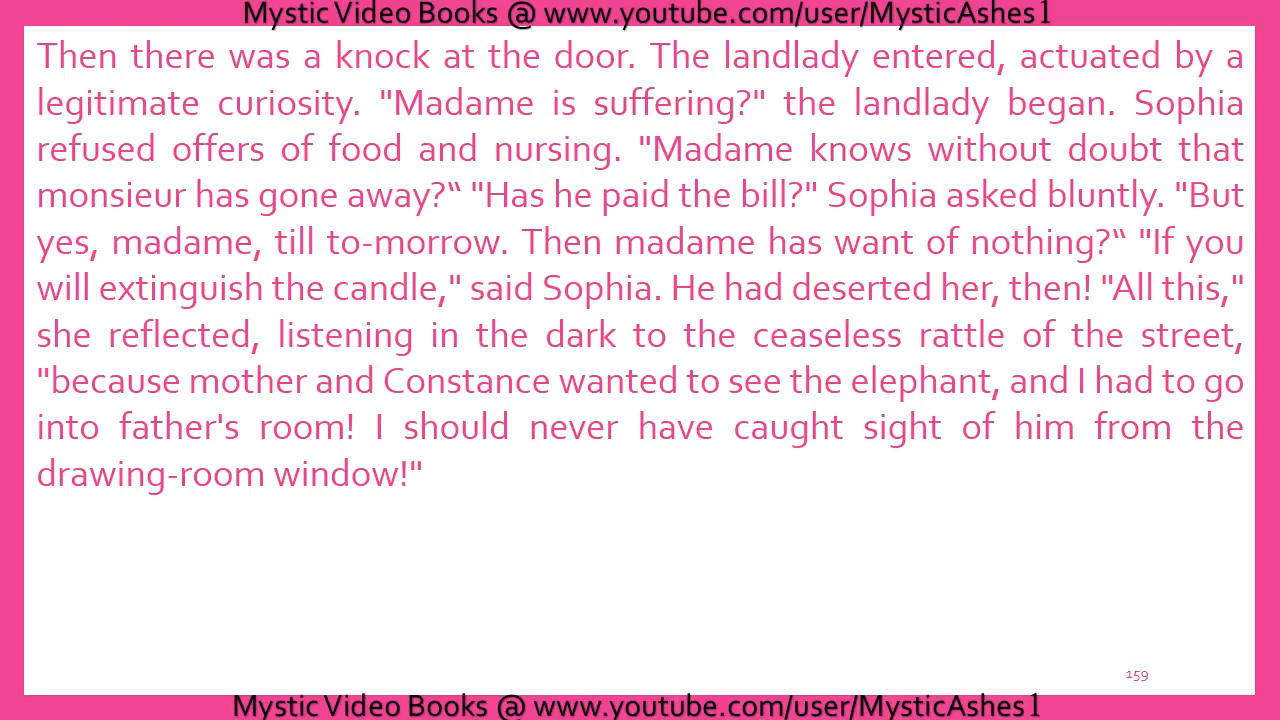 Mystic Video Books @ www.youtube.com/user/MysticAshes1
Then there was a knock at the door. The landlady entered, actuated by a
legitimate curiosity. "Madame is suffering?" the landlady began. Sophia
refused offers of food and nursing. "Madame knows without doubt that
monsieur has gone away?“ "Has he paid the bill?" Sophia asked bluntly. "But
yes, madame, till to-morrow. Then madame has want of nothing?“ "If you
will extinguish the candle," said Sophia. He had deserted her, then! "All this,"
she reflected, listening in the dark to the ceaseless rattle of the street,
"because mother and Constance wanted to see the elephant, and I had to go
into father's room! I should never have caught sight of him from the
drawing-room window!"
159
Mystic Video Books @ www.youtube.com/user/MysticAshes1